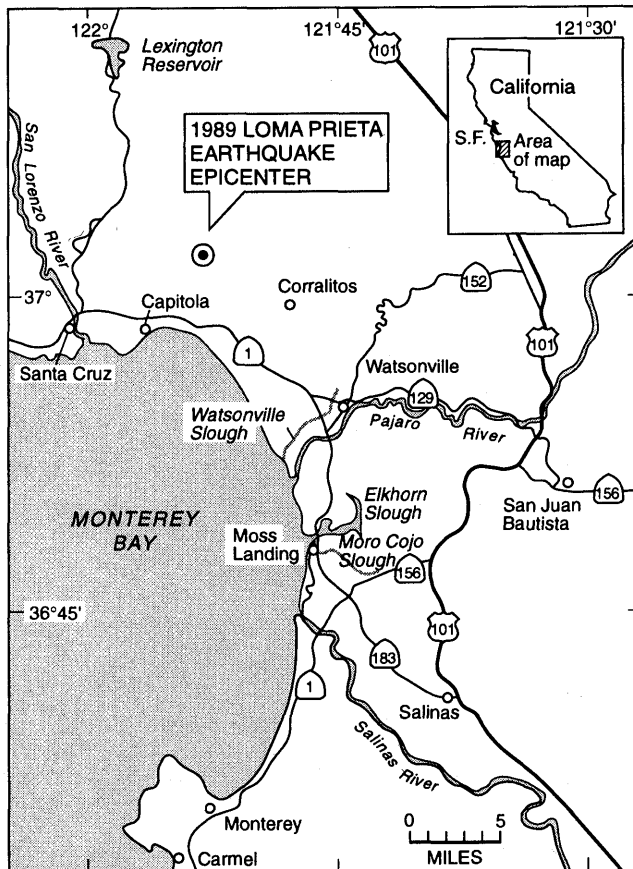 122°
121°45'
121°30'
Lexington
Reservoir
101
California
S.F.
Area
of map
1989 LOMA PRIETA
EARTHQUAKE
EPICENTER
San Lorenzo River
37°
Capitola
Corralitos
152
1
101
Santa Cruz
Watsonville
129
Watsonville
Slough
Pajaro River
Elkhorn
Slough
156
San Juan
Bautista
MONTEREY
BAY
Moss
Landing
Moro Cojo
Slough
156
36°45'
101
183
1
Salinas
Salinas River
Monterey
0 5
MILES
Carmel